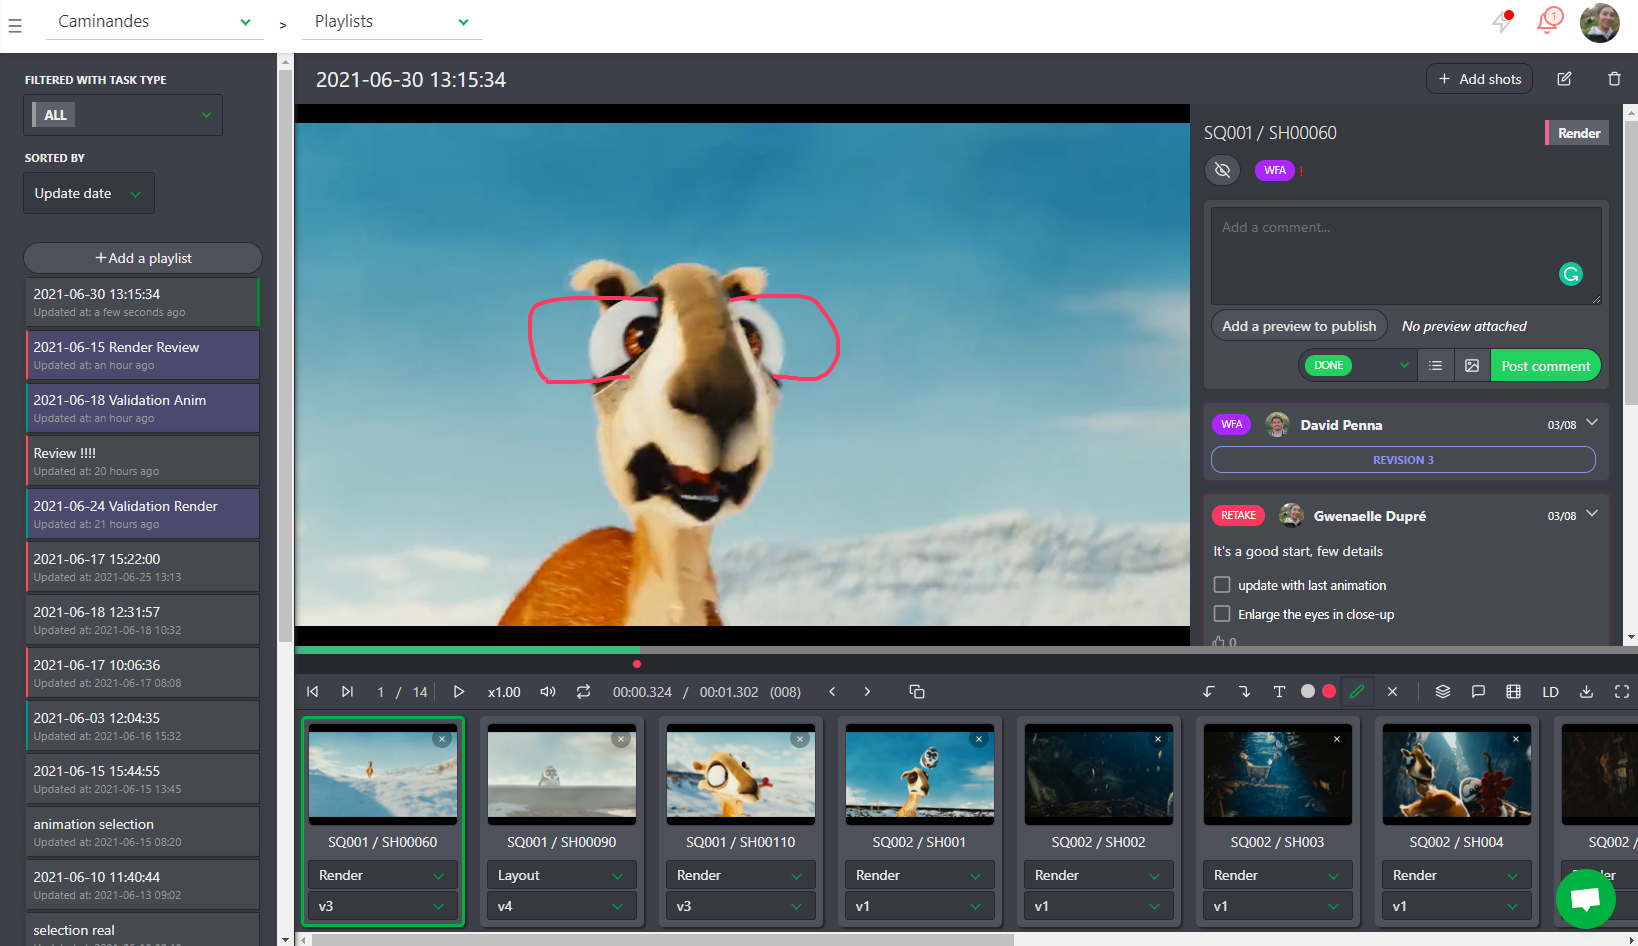 Caminandes > Playlists 1
FILTERED WITH TASK TYPE
ALL
SORTED BY
Update date
+ Add a playlist
2021-06-30 13:15:34
Updated at: a few seconds ago
2021-06-15 Render Review
Updated at: an hour ago
2021-06-18 Validation Anim
Updated at: an hour ago
Review !!!!
Updated at: 20 hours ago
2021-06-24 Validation Render
Updated at: 21 hours ago
2021-06-17 15:22:00
Updated at: 2021-06-25 13:13
2021-06-18 12:31:57
Updated at: 2021-06-18 10:32
2021-06-17 10:06:36
Updated at: 2021-06-17 08:08
2021-06-03 12:04:35
Updated at: 2021-06-16 15:32
2021-06-15 15:44:55
Updated at: 2021-06-15 13:45
animation selection
Updated at: 2021-06-15 08:20
2021-06-10 11:40:44
Updated at: 2021-06-13 09:02
selection real
2021-06-30 13:15:34
+ Add shots
SQ001 / SH00060
Render
WFA !
Add a comment...
Add a preview to publish No preview attached
DONE Post comment
WFA David Penna 03/08
REVISION 3
RETAKE Gwenaelle Dupré 03/08
It's a good start, few details
update with last animation
Enlarge the eyes in close-up
0
1 / 14 x1.00 00:00.324 / 00:01.302 (008) T LD
SQ001 / SH00060
Render
v3
SQ001 / SH00090
Layout
v4
SQ001 / SH00110
Render
v3
SQ002 / SH001
Render
v1
SQ002 / SH002
Render
v1
SQ002 / SH003
Render
v1
SQ002 / SH004
Render
v1
SQ002 /